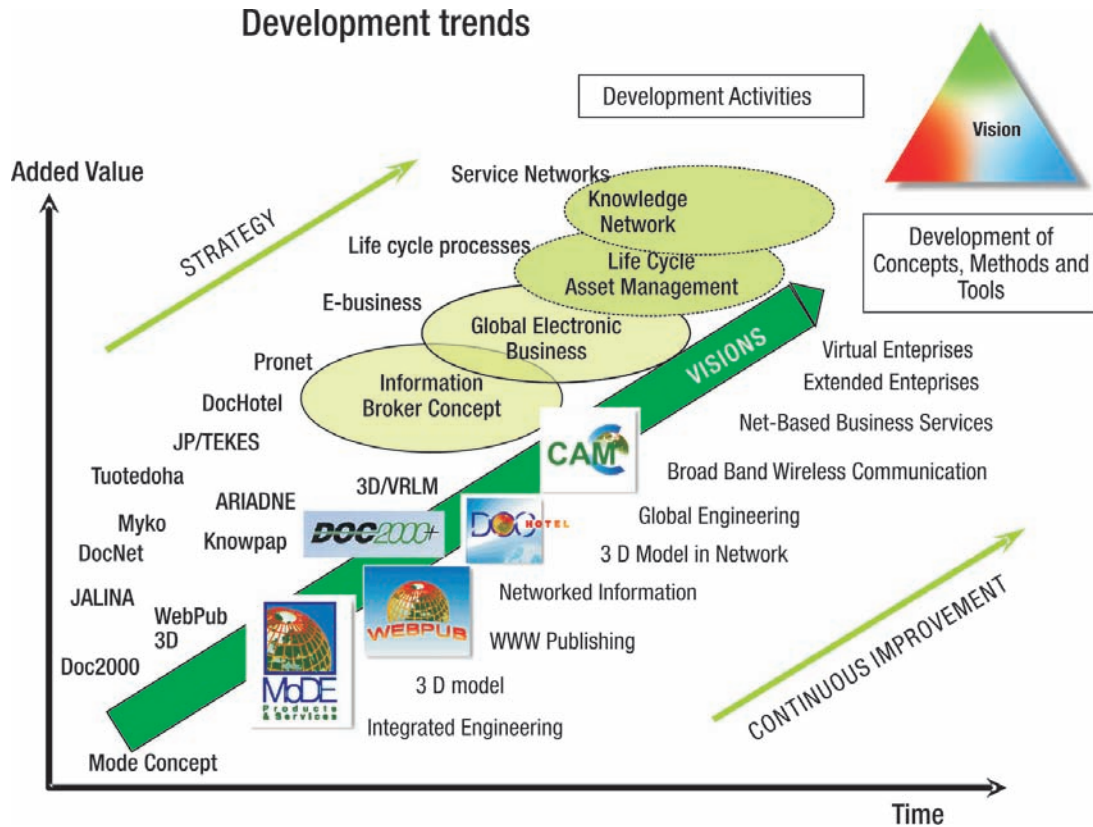 Development trends
Development Activities
Vision
Added Value
Service Networks
STRATEGY
Knowledge
Network
Life cycle processes
Development of
Concepts, Methods and
Tools
Life Cycle
Asset Management
E-business
Global Electronic
Business
VISIONS
Virtual Enteprises
Pronet
Information
Broker Concept
Extended Enteprises
DocHotel
Net-Based Business Services
JP/TEKES
CAM
Tuotedoha
3D/VRLM
Broad Band Wireless Communication
ARIADNE
Myko
DOC2000+
DOC HOTEL
Global Engineering
DocNet
Knowpap
3 D Model in Network
JALINA
Networked Information
WebPub
3D
WEBPUB
WWW Publishing
Doc2000
MoDE
Products
& Services
3 D model
Integrated Engineering
CONTINUOUS IMPROVEMENT
Mode Concept
Time